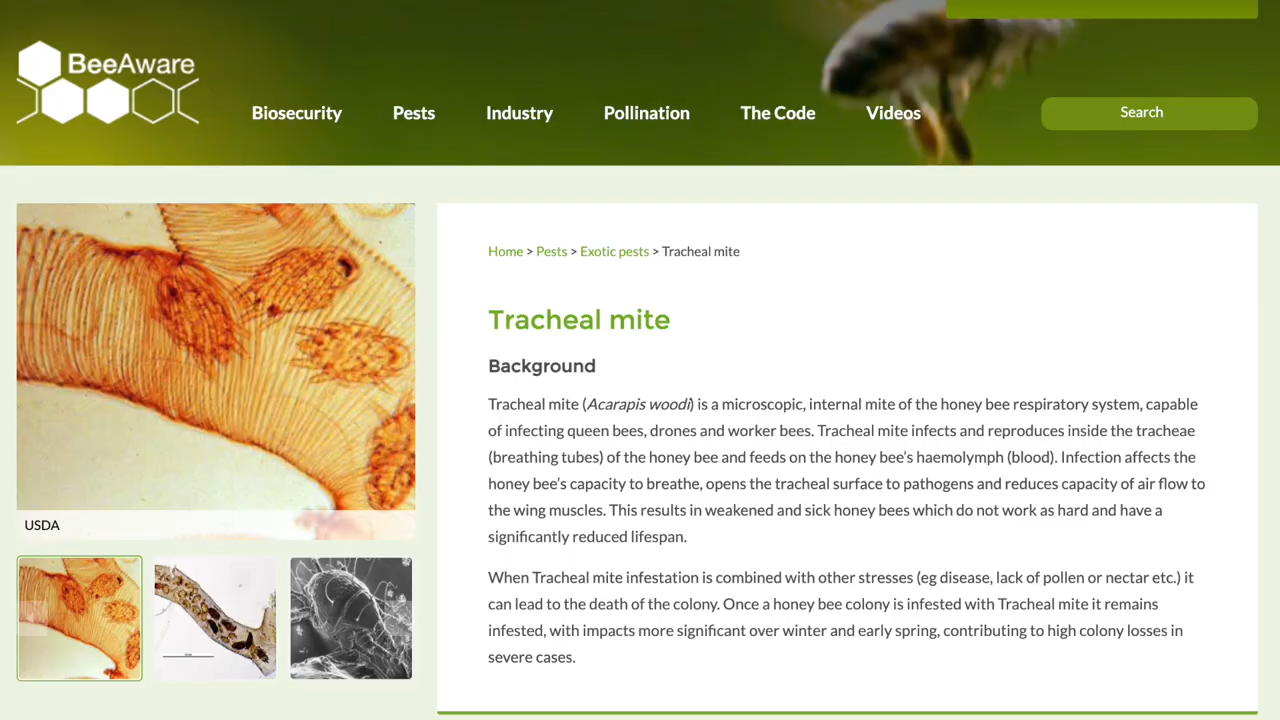 BeeAware
Biosecurity
Pests
Industry
Pollination
The Code
Videos
Search
Home > Pests > Exotic pests > Tracheal mite
Tracheal mite
Background
Tracheal mite (Acarapis woodi) is a microscopic, internal mite of the honey bee respiratory system, capable
of infecting queen bees, drones and worker bees. Tracheal mite infects and reproduces inside the tracheae
(breathing tubes) of the honey bee and feeds on the honey bee's haemolymph (blood). Infection affects the
honey bee's capacity to breathe, opens the tracheal surface to pathogens and reduces capacity of air flow to
the wing muscles. This results in weakened and sick honey bees which do not work as hard and have a
significantly reduced lifespan.
When Tracheal mite infestation is combined with other stresses (eg disease, lack of pollen or nectar etc.) it
can lead to the death of the colony. Once a honey bee colony is infested with Tracheal mite it remains
infested, with impacts more significant over winter and early spring, contributing to high colony losses in
severe cases.
USDA